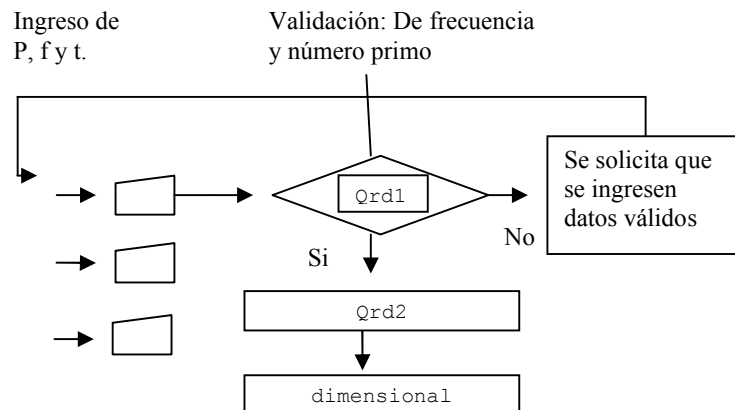 Ingreso de
P, f y t.
Validación: De frecuencia
y número primo
Qrd1
Se solicita que
se ingresen
datos válidos
No
Si
Qrd2
dimensional